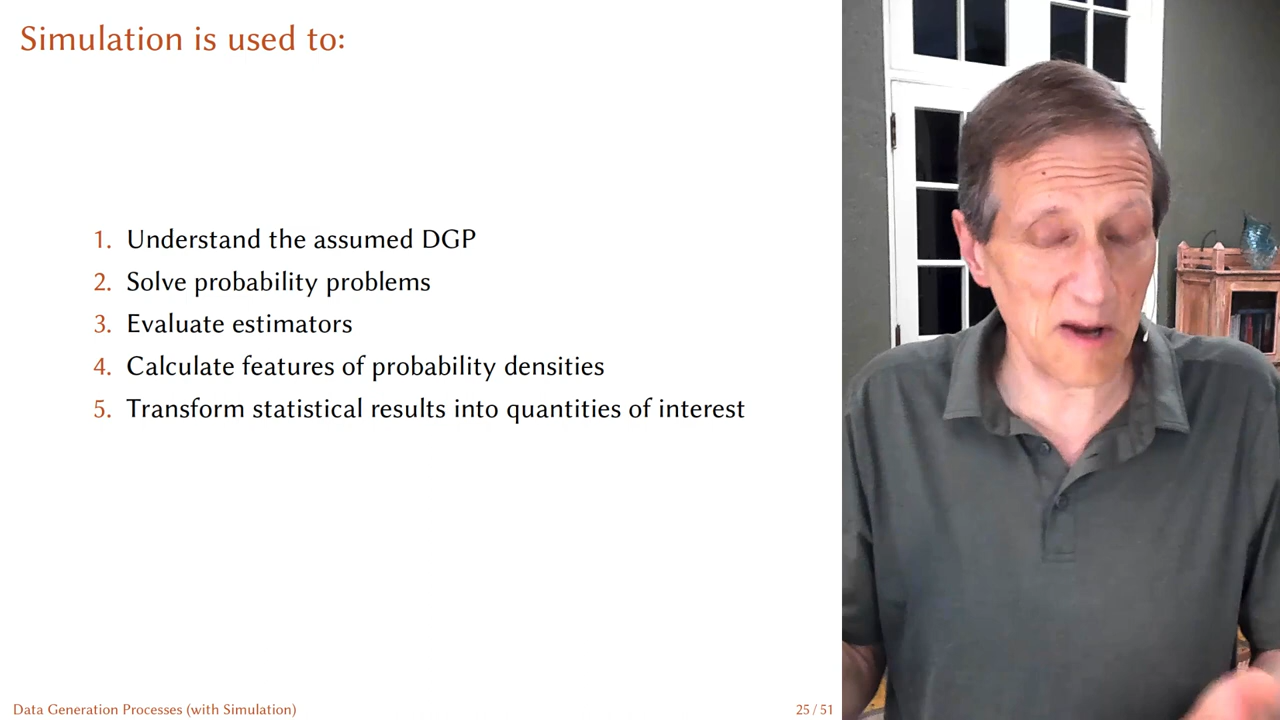 Simulation is used to:
1. Understand the assumed DGP
2. Solve probability problems
3. Evaluate estimators
4. Calculate features of probability densities
5. Transform statistical results into quantities of interest
Data Generation Processes (with Simulation)
25 / 51